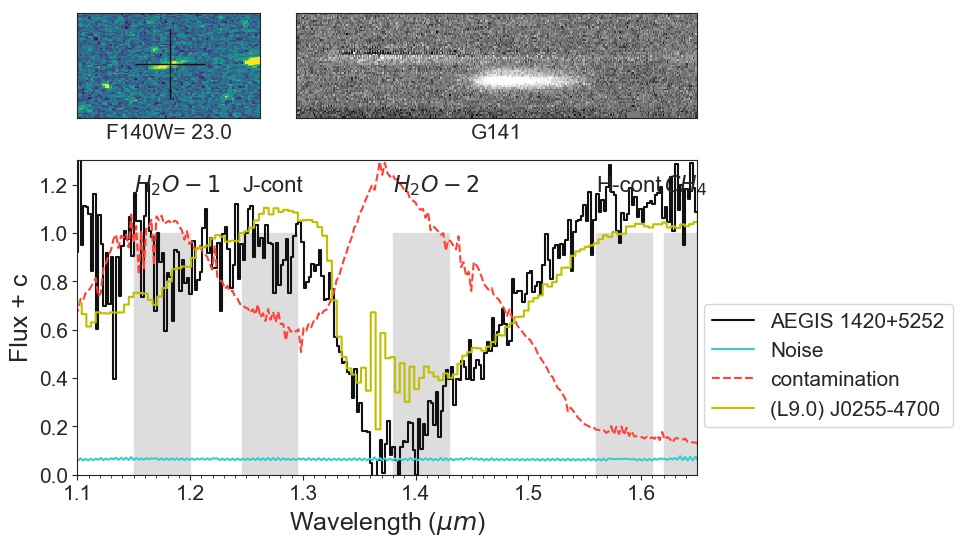 F140W= 23.0
G141
H₂O − 1
J-cont
H₂O − 2
H-cont
CH₄
1.2
1.0
0.8
0.6
0.4
0.2
0.0
Flux + c
1.1
1.2
1.3
1.4
1.5
1.6
Wavelength (μm)
AEGIS 1420+5252
Noise
contamination
(L9.0) J0255-4700